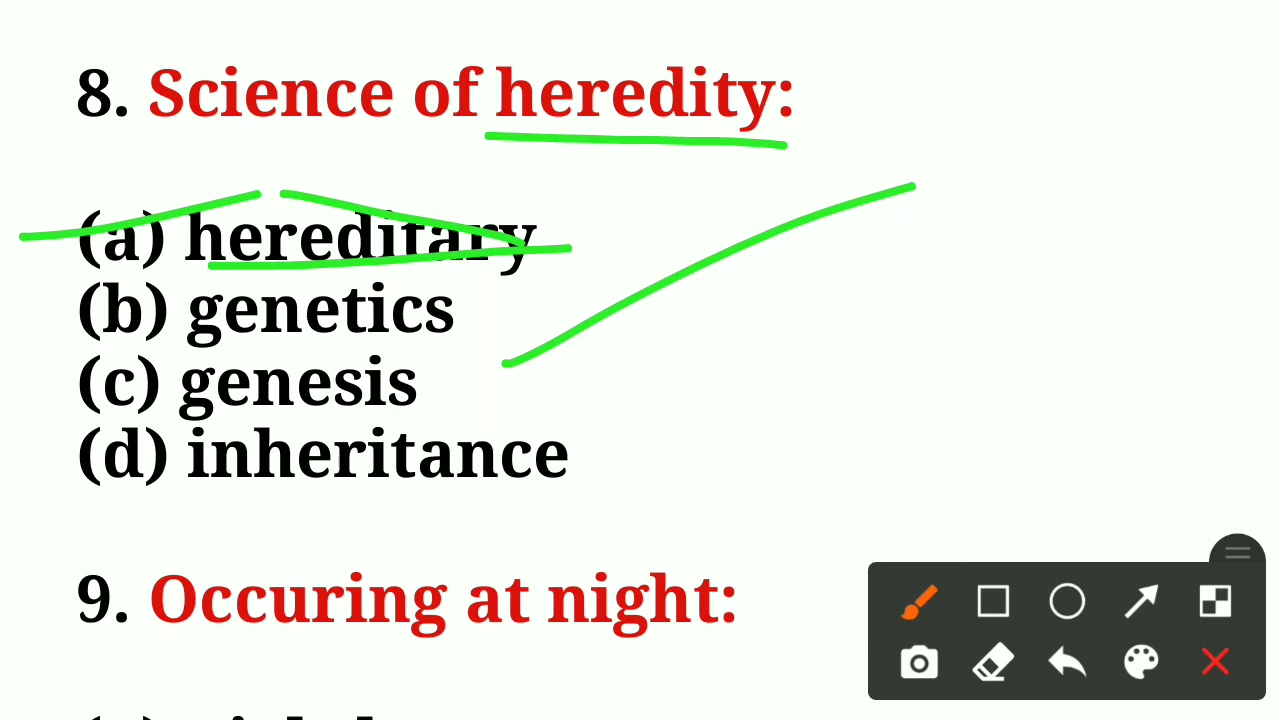 8. Science of heredity:
(a) hereditary
(b) genetics
(c) genesis
(d) inheritance
9. Occuring at night: